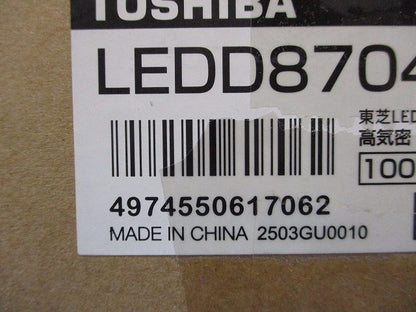 TOSHIBA
LEDD8704
東芝LED
高気密
100
4974550617062
MADE IN CHINA 2503GU0010